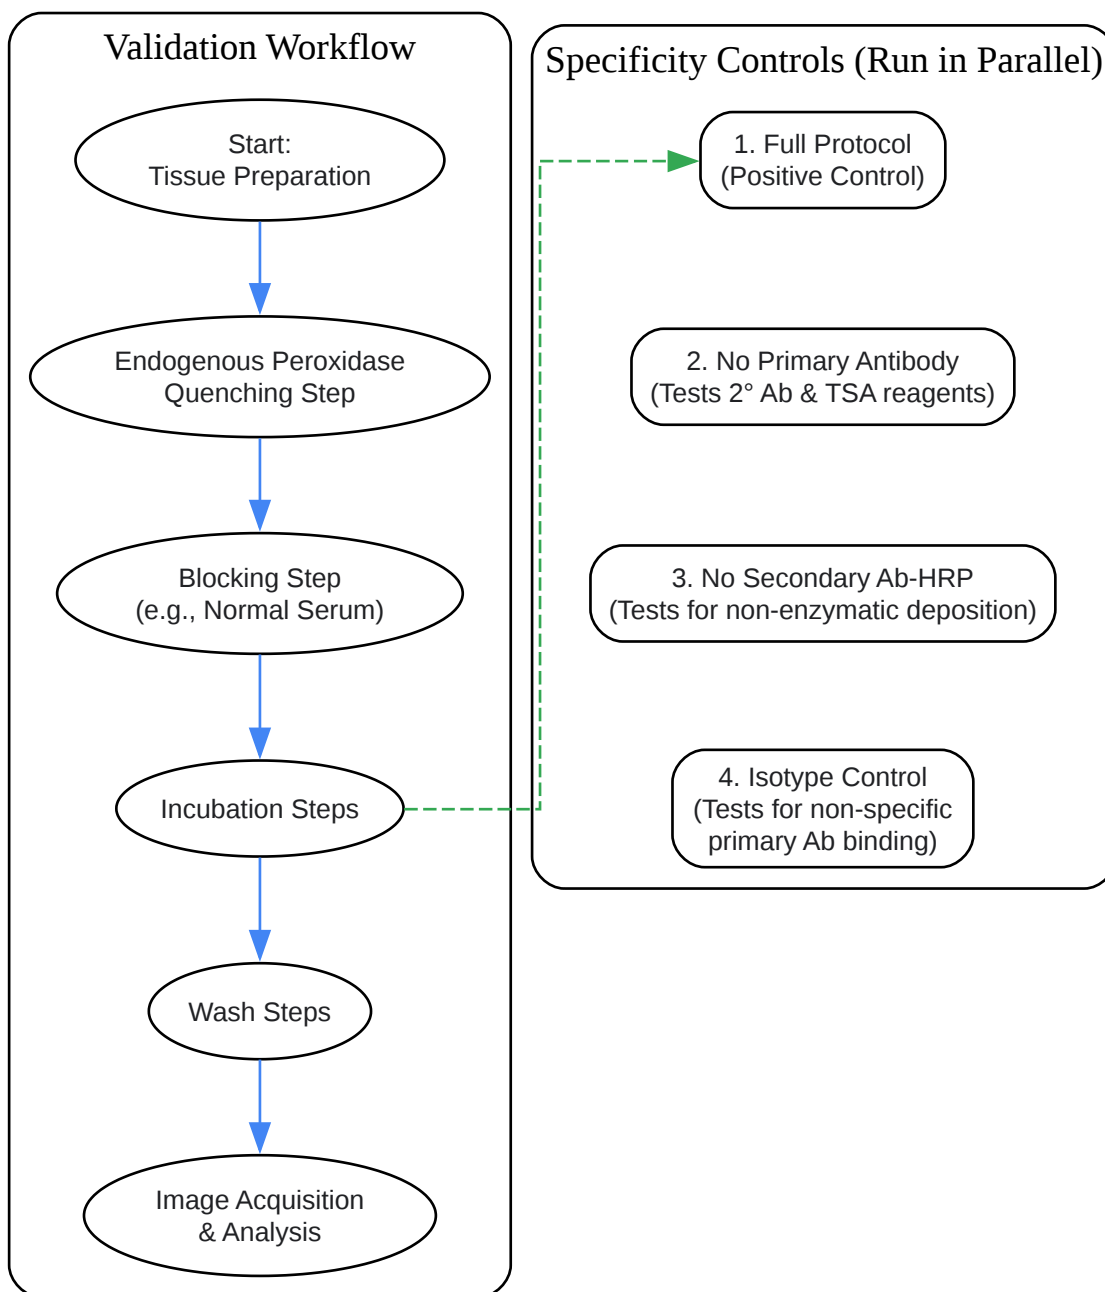 Validation Workflow
Start:
Tissue Preparation
Endogenous Peroxidase
Quenching Step
Blocking Step
(e.g., Normal Serum)
Incubation Steps
Wash Steps
Image Acquisition
& Analysis
Specificity Controls (Run in Parallel)
1. Full Protocol
(Positive Control)
2. No Primary Antibody
(Tests 2° Ab & TSA reagents)
3. No Secondary Ab-HRP
(Tests for non-enzymatic deposition)
4. Isotype Control
(Tests for non-specific
primary Ab binding)